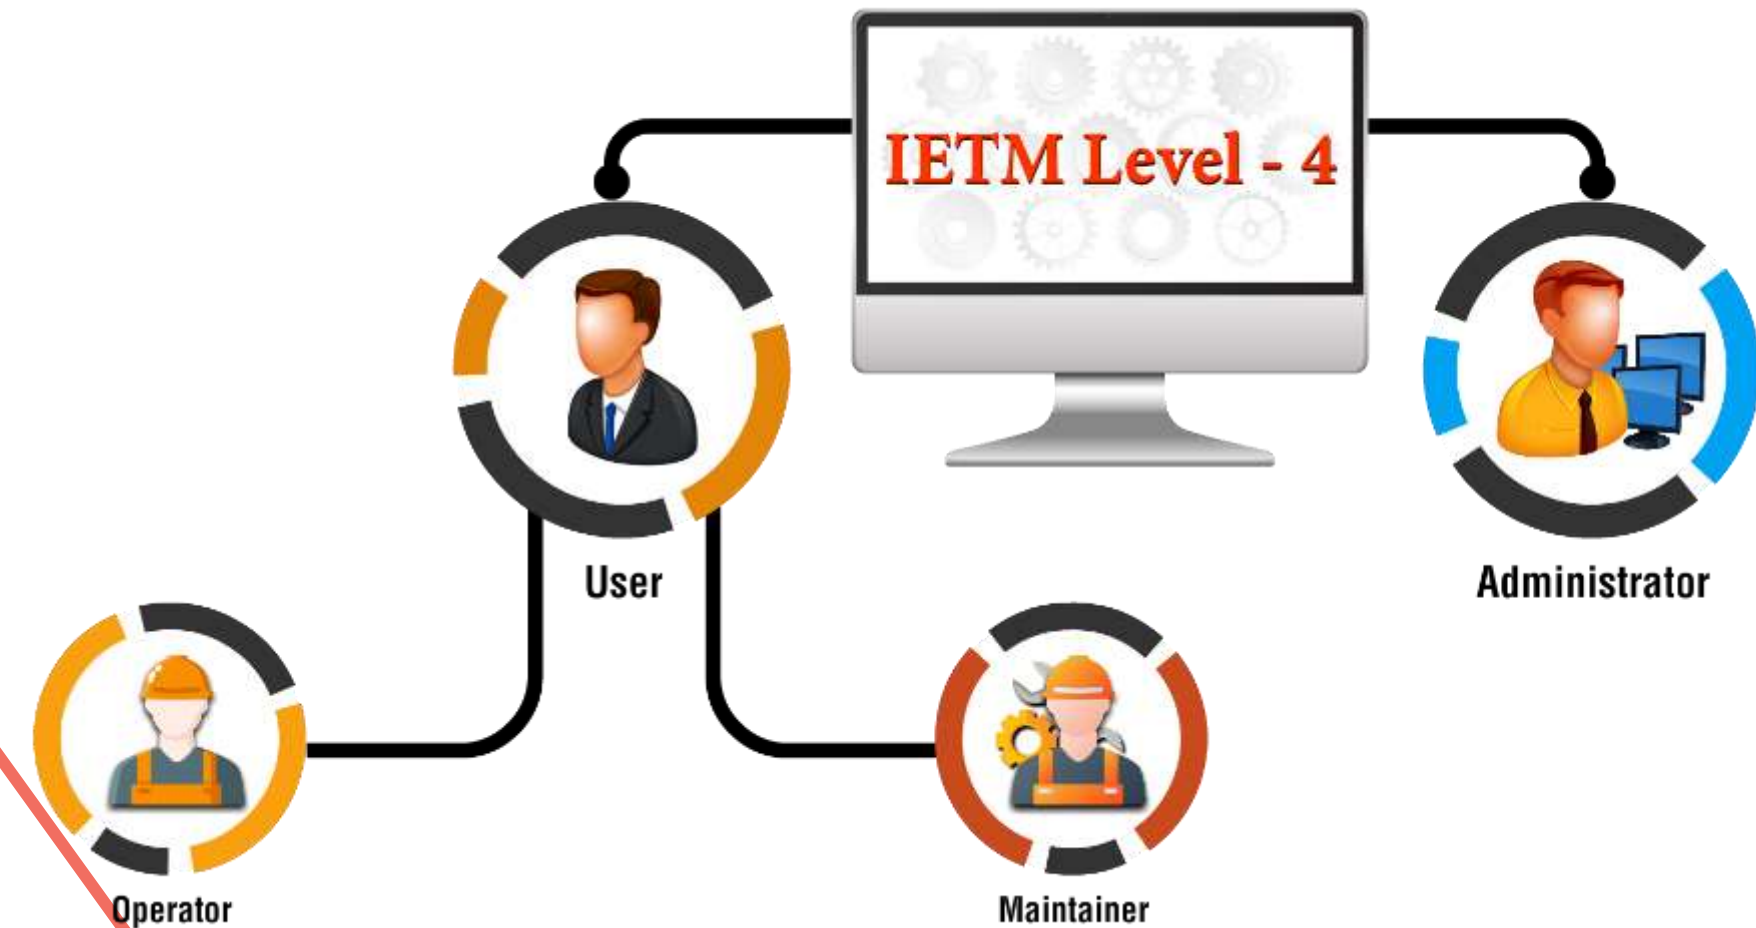 IETM Level - 4
User
Administrator
Operator
Maintainer